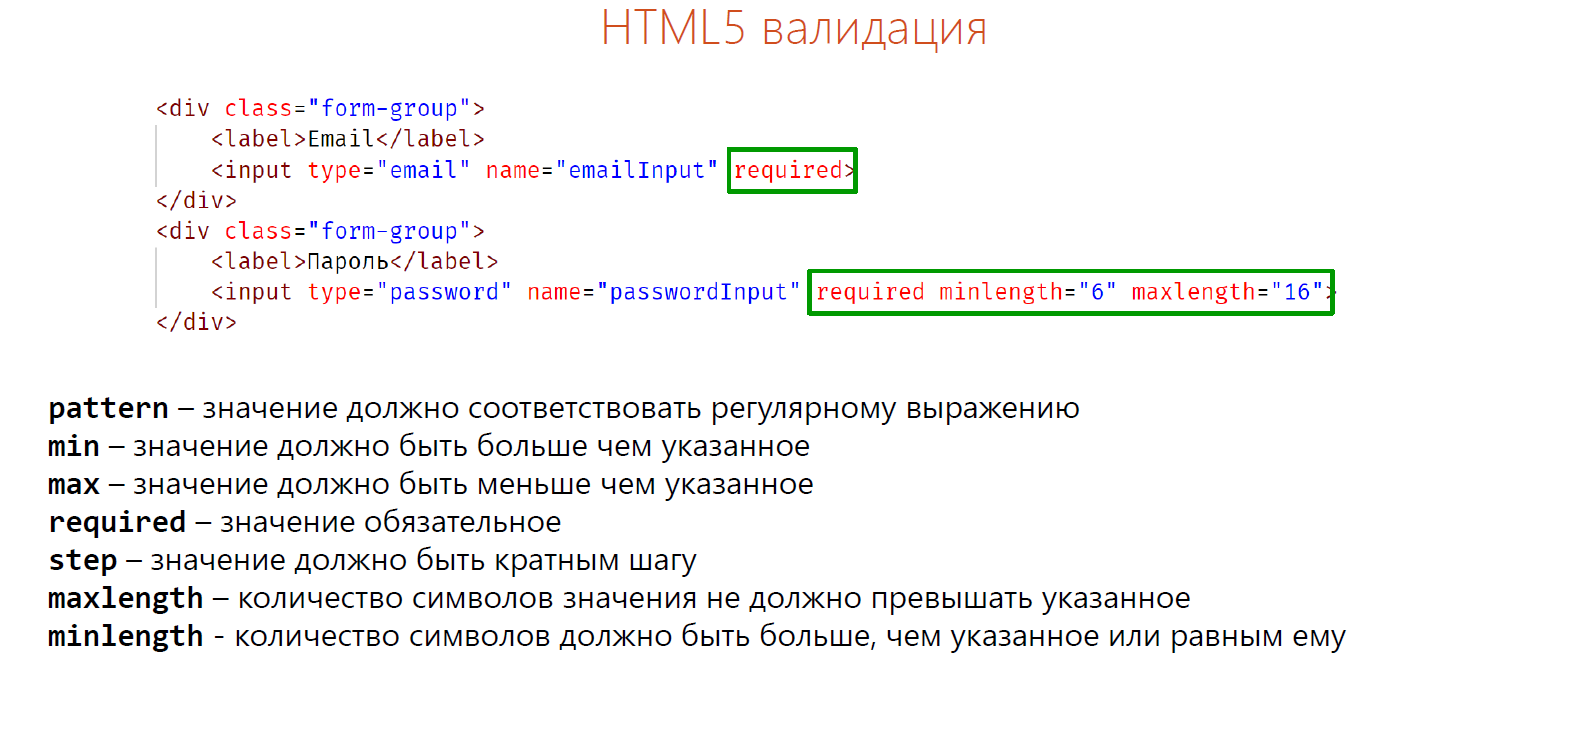 HTML5 валидация
<div class="form-group">
<label>Email</label>
<input type="email" name="emailInput" required>
</div>
<div class="form-group">
<label>Пароль</label>
<input type="password" name="passwordInput" required minlength="6" maxlength="16">
</div>
pattern – значение должно соответствовать регулярному выражению
min – значение должно быть больше чем указанное
max – значение должно быть меньше чем указанное
required – значение обязательное
step – значение должно быть кратным шагу
maxlength – количество символов значения не должно превышать указанное
minlength - количество символов должно быть больше, чем указанное или равным ему